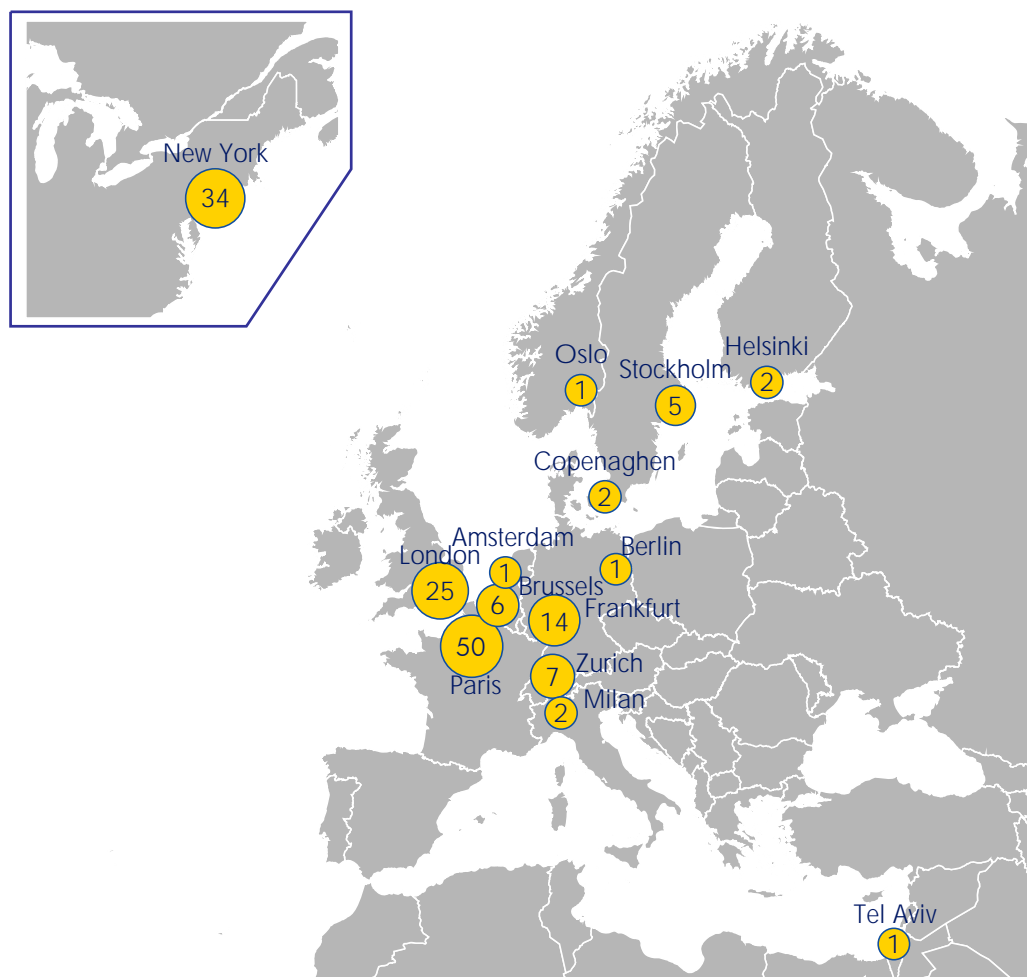 New York
34
Oslo
1
Stockholm
5
Helsinki
2
Copenaghen
2
Amsterdam
1
London
25
Berlin
1
Brussels
6
Frankfurt
14
50
Paris
Zurich
7
Milan
2
Tel Aviv
1